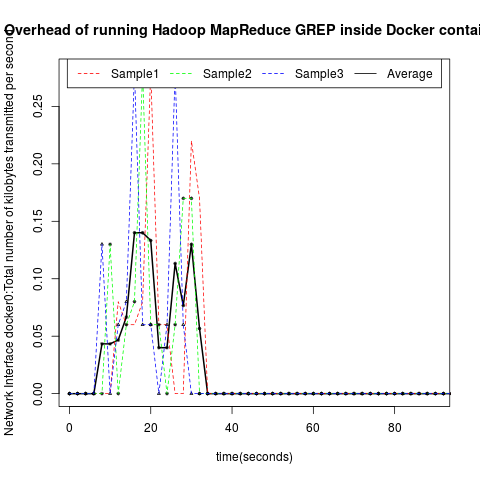 Overhead of running Hadoop MapReduce GREP inside Docker contai
Network Interface docker0:Total number of kilobytes transmitted per second
Sample1 Sample2 Sample3 Average
0.25
0.20
0.15
0.10
0.05
0.00
0 20 40 60 80
time(seconds)